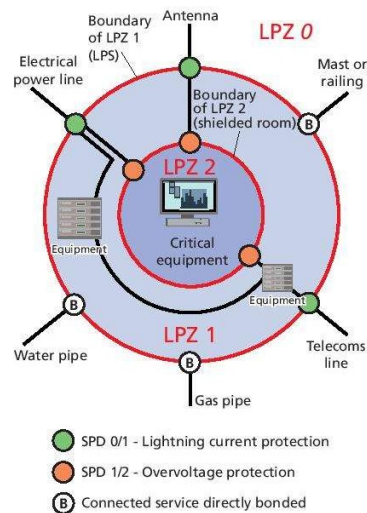 Antenna
LPZ 0
Boundary
of LPZ 1
(LPS)
Electrical
power line
Mast or
railing
Boundary
of LPZ 2
(shielded room)
B
LPZ 2
Critical
equipment
Equipment
Equipment
B
LPZ 1
B
Water pipe
Telecoms
line
Gas pipe
SPD 0/1 - Lightning current protection
SPD 1/2 - Overvoltage protection
B Connected service directly bonded